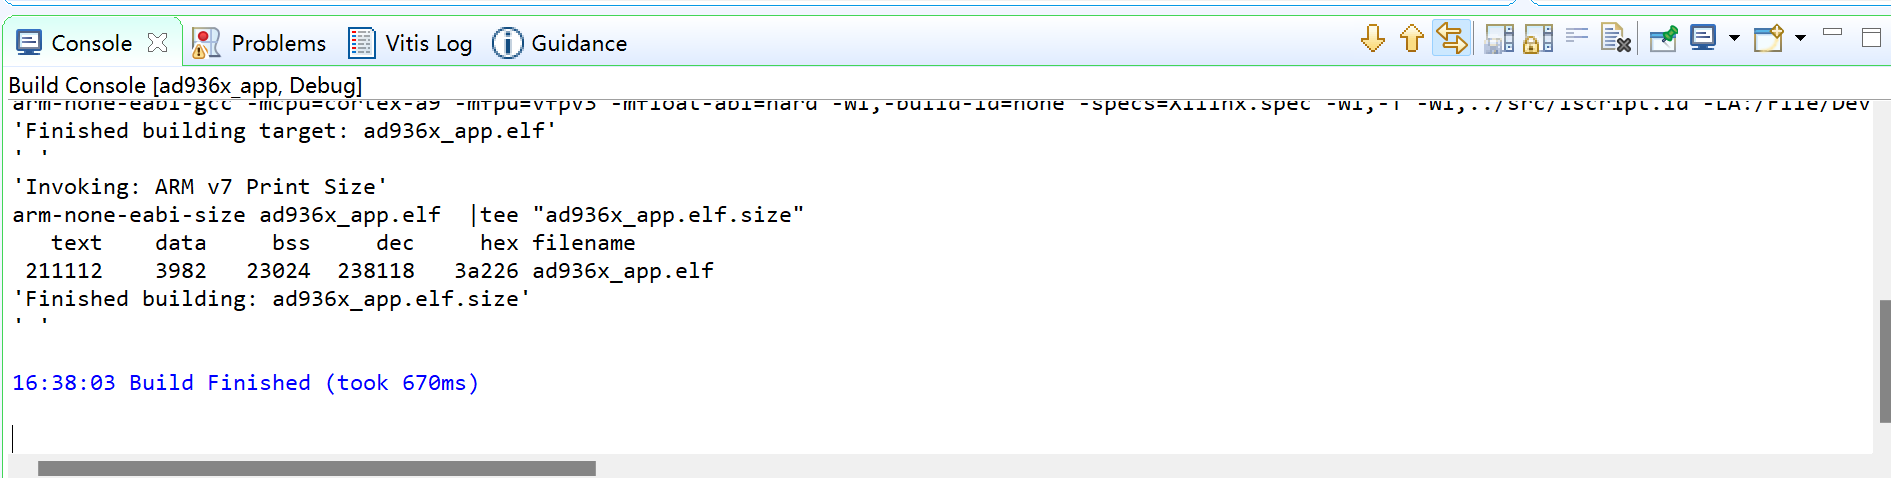 Console Problems Vitis Log Guidance
Build Console [ad936x_app, Debug]
arm-none-eabi-gcc -mcpu=cortex-a9 -mfpu=vfpv3 -mfloat-abi=hard -Wl,-build-id=none -specs=Xilinx.spec -Wl,-T -Wl,../src/lscript.ld -LA:/File/Dev
'Finished building target: ad936x_app.elf'
' '
'Invoking: ARM v7 Print Size'
arm-none-eabi-size ad936x_app.elf  |tee "ad936x_app.elf.size"
   text    data     bss     dec     hex filename
 211112    3982   23024  238118   3a226 ad936x_app.elf
'Finished building: ad936x_app.elf.size'
' '
16:38:03 Build Finished (took 670ms)